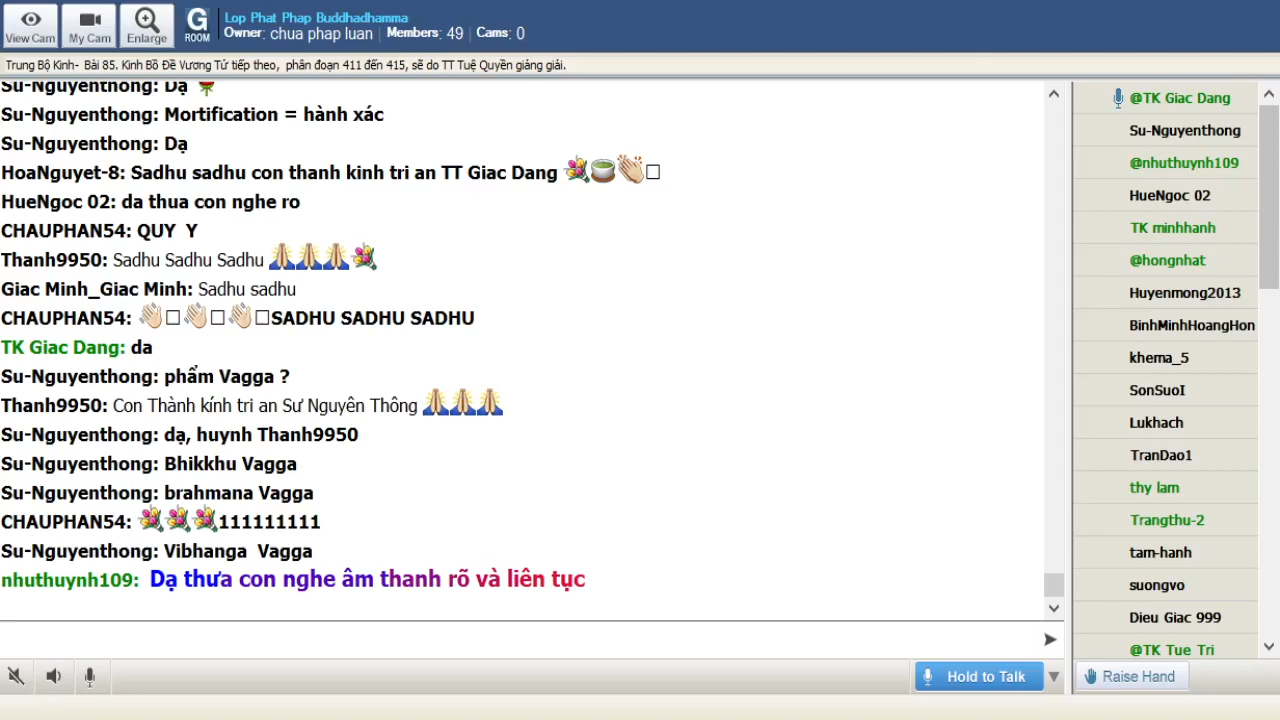 View Cam
My Cam
Enlarge
G
ROOM
Lop Phat Phap Buddhadhamma
Owner: chua pháp luan | Members: 49 | Cams: 0
Trung Bộ Kinh- Bài 85. Kinh Bồ Đề Vương Tử tiếp theo, phân đoạn 411 đến 415, sẽ do TT Tuệ Quyền giảng giải.
Su-Nguyenthong: Dạ
Su-Nguyenthong: Mortification = hành xác
Su-Nguyenthong: Dạ
HoaNguyet-8: Sadhu sadhu con thanh kinh tri an TT Giac Dang
HueNgoc 02: da thua con nghe ro
CHAUPHAN54: QUY Y
Thanh9950: Sadhu Sadhu Sadhu
Giac Minh_Giac Minh: Sadhu sadhu
CHAUPHAN54: SADHU SADHU SADHU
TK Giac Dang: da
Su-Nguyenthong: phẩm Vagga ?
Thanh9950: Con Thành kính tri an Sư Nguyên Thông
Su-Nguyenthong: dạ, huynh Thanh9950
Su-Nguyenthong: Bhikkhu Vagga
Su-Nguyenthong: brahmana Vagga
CHAUPHAN54: 111111111
Su-Nguyenthong: Vibhanga Vagga
nhuthuynh109: Dạ thưa con nghe âm thanh rõ và liên tục
@TK Giac Dang
Su-Nguyenthong
@nhuthuynh109
HueNgoc 02
TK minhhanh
@hongnhat
Huyenmong2013
BinhMinhHoangHon
khema_5
SonSuoI
Lukhach
TranDao1
thy lam
Trangthu-2
tam-hanh
suongvo
Dieu Giac 999
@TK Tue Tri
Hold to Talk
Raise Hand